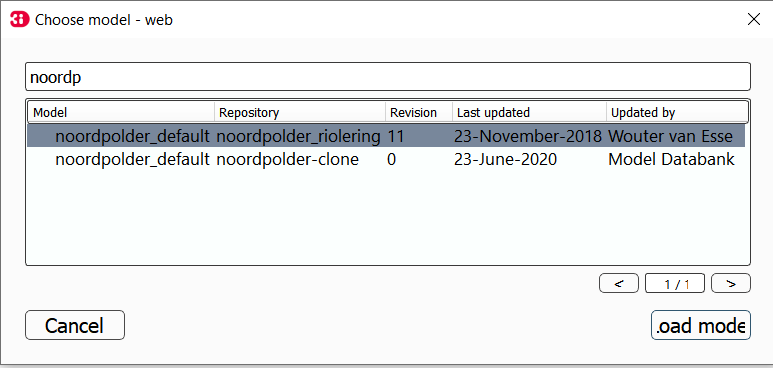 Choose model - web
noordp
Model Repository Revision Last updated Updated by
noordpolder_default noordpolder_riolering 11 23-November-2018 Wouter van Esse
noordpolder_default noordpolder-clone 0 23-June-2020 Model Databank
< 1 / 1 >
Cancel .oad mode